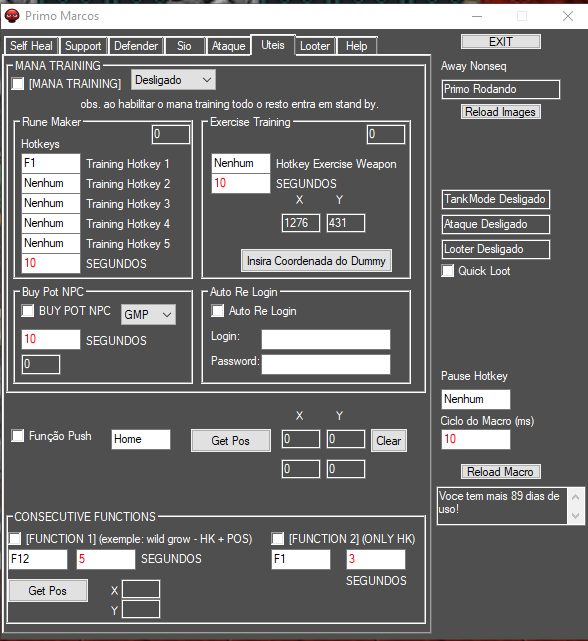 Primo Marcos
Self Heal
Support
Defender
Sio
Ataque
Uteis
Looter
Help
EXIT
MANA TRAINING
[MANA TRAINING]
Desligado
obs. ao habilitar o mana training todo o resto entra em stand by.
Rune Maker
0
Hotkeys
F1 Training Hotkey 1
Nenhum Training Hotkey 2
Nenhum Training Hotkey 3
Nenhum Training Hotkey 4
Nenhum Training Hotkey 5
10 SEGUNDOS
Exercise Training
0
Nenhum Hotkey Exercise Weapon
10 SEGUNDOS
X Y
1276 431
Insira Coordenada do Dummy
Buy Pot NPC
BUY POT NPC GMP
10 SEGUNDOS
0
Auto Re Login
Auto Re Login
Login:
Password:
Função Push
Home
Get Pos
X Y
0 0
Clear
0 0
CONSECUTIVE FUNCTIONS
[FUNCTION 1] (exemple: wild grow - HK + POS)
F12 5 SEGUNDOS
Get Pos
X
Y
[FUNCTION 2] (ONLY HK)
F1 3
SEGUNDOS
Away Nonseq
Primo Rodando
Reload Images
TankMode Desligado
Ataque Desligado
Looter Desligado
Quick Loot
Pause Hotkey
Nenhum
Ciclo do Macro (ms)
10
Reload Macro
Voce tem mais 89 dias de
uso!